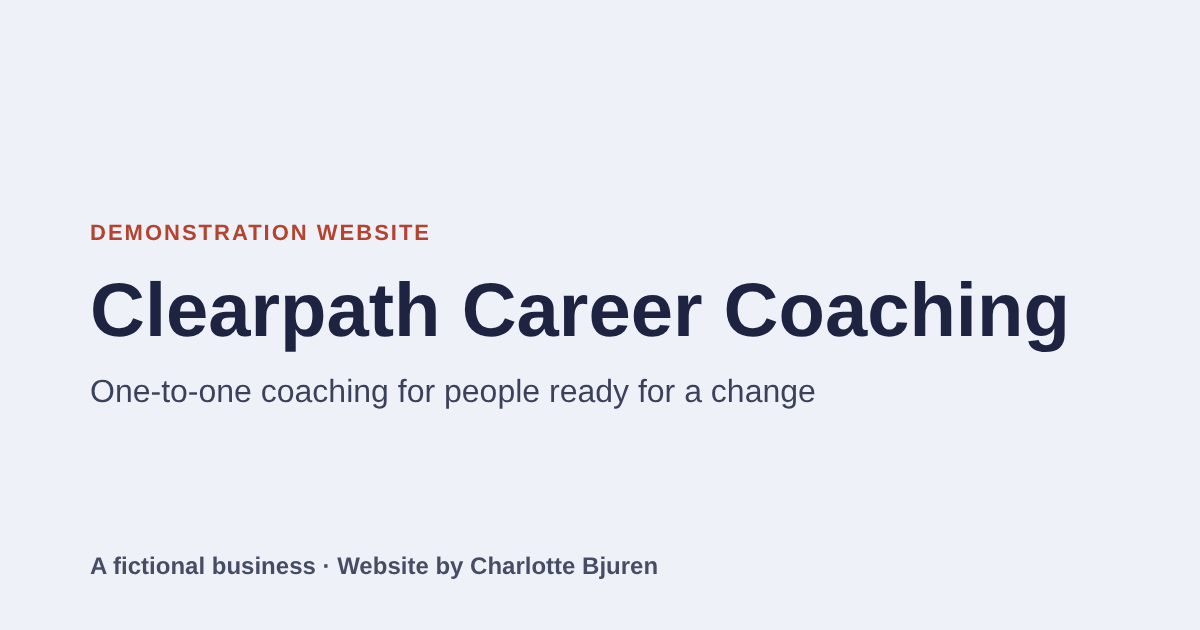 DEMONSTRATION WEBSITE
Clearpath Career Coaching
One-to-one coaching for people ready for a change
A fictional business · Website by Charlotte Bjuren